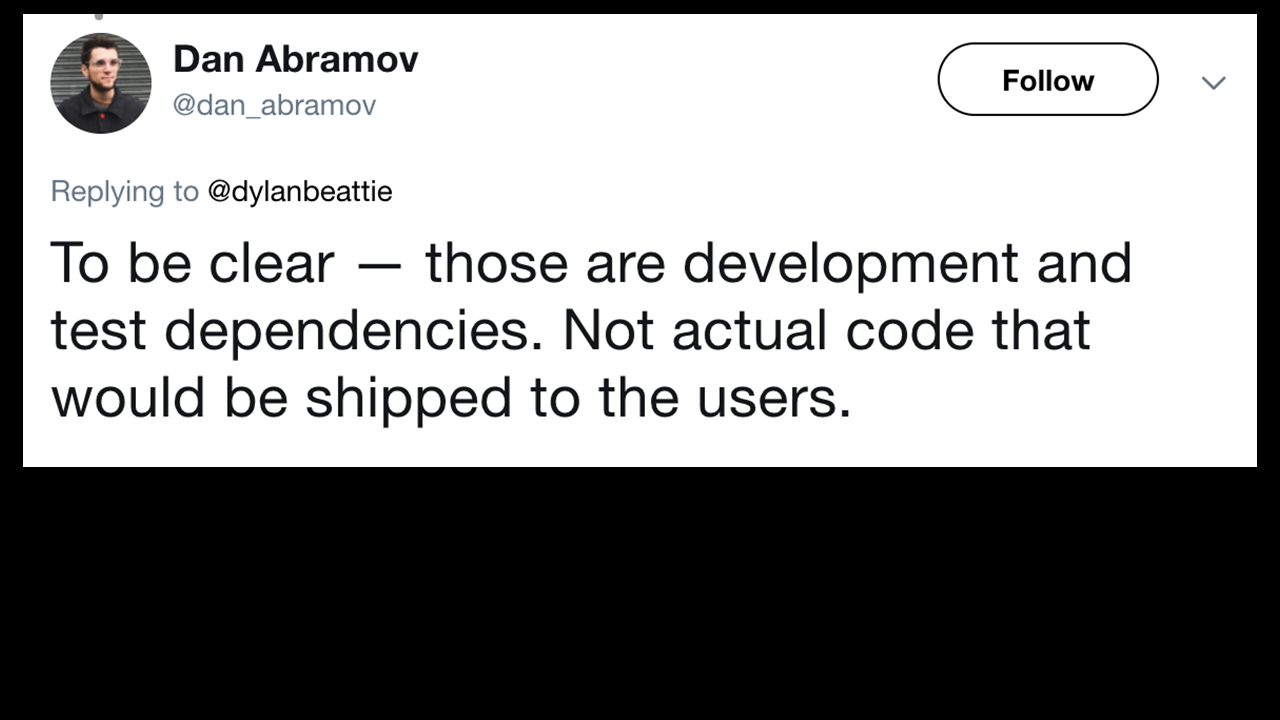 Dan Abramov
@dan_abramov
Follow
Replying to @dylanbeattie
To be clear — those are development and
test dependencies. Not actual code that
would be shipped to the users.